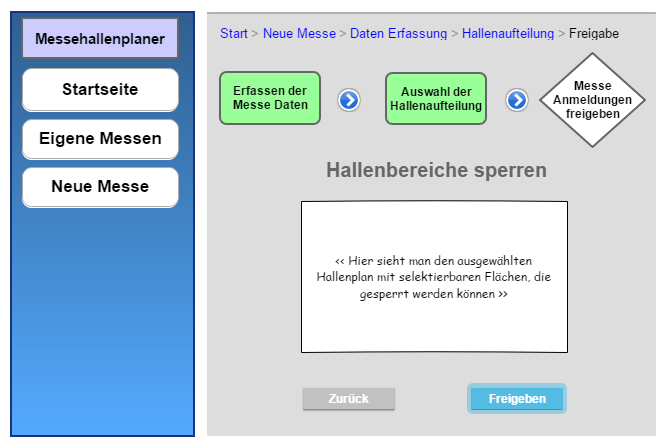 Messehallenplaner
Startseite
Eigene Messen
Neue Messe
Start > Neue Messe > Daten Erfassung > Hallenaufteilung > Freigabe
Erfassen der
Messe Daten
Auswahl der
Hallenaufteilung
Messe
Anmeldungen
freigeben
Hallenbereiche sperren
<< Hier sieht man den ausgewählten
Hallenplan mit selektierbaren Flächen, die
gesperrt werden können >>
Zurück
Freigeben